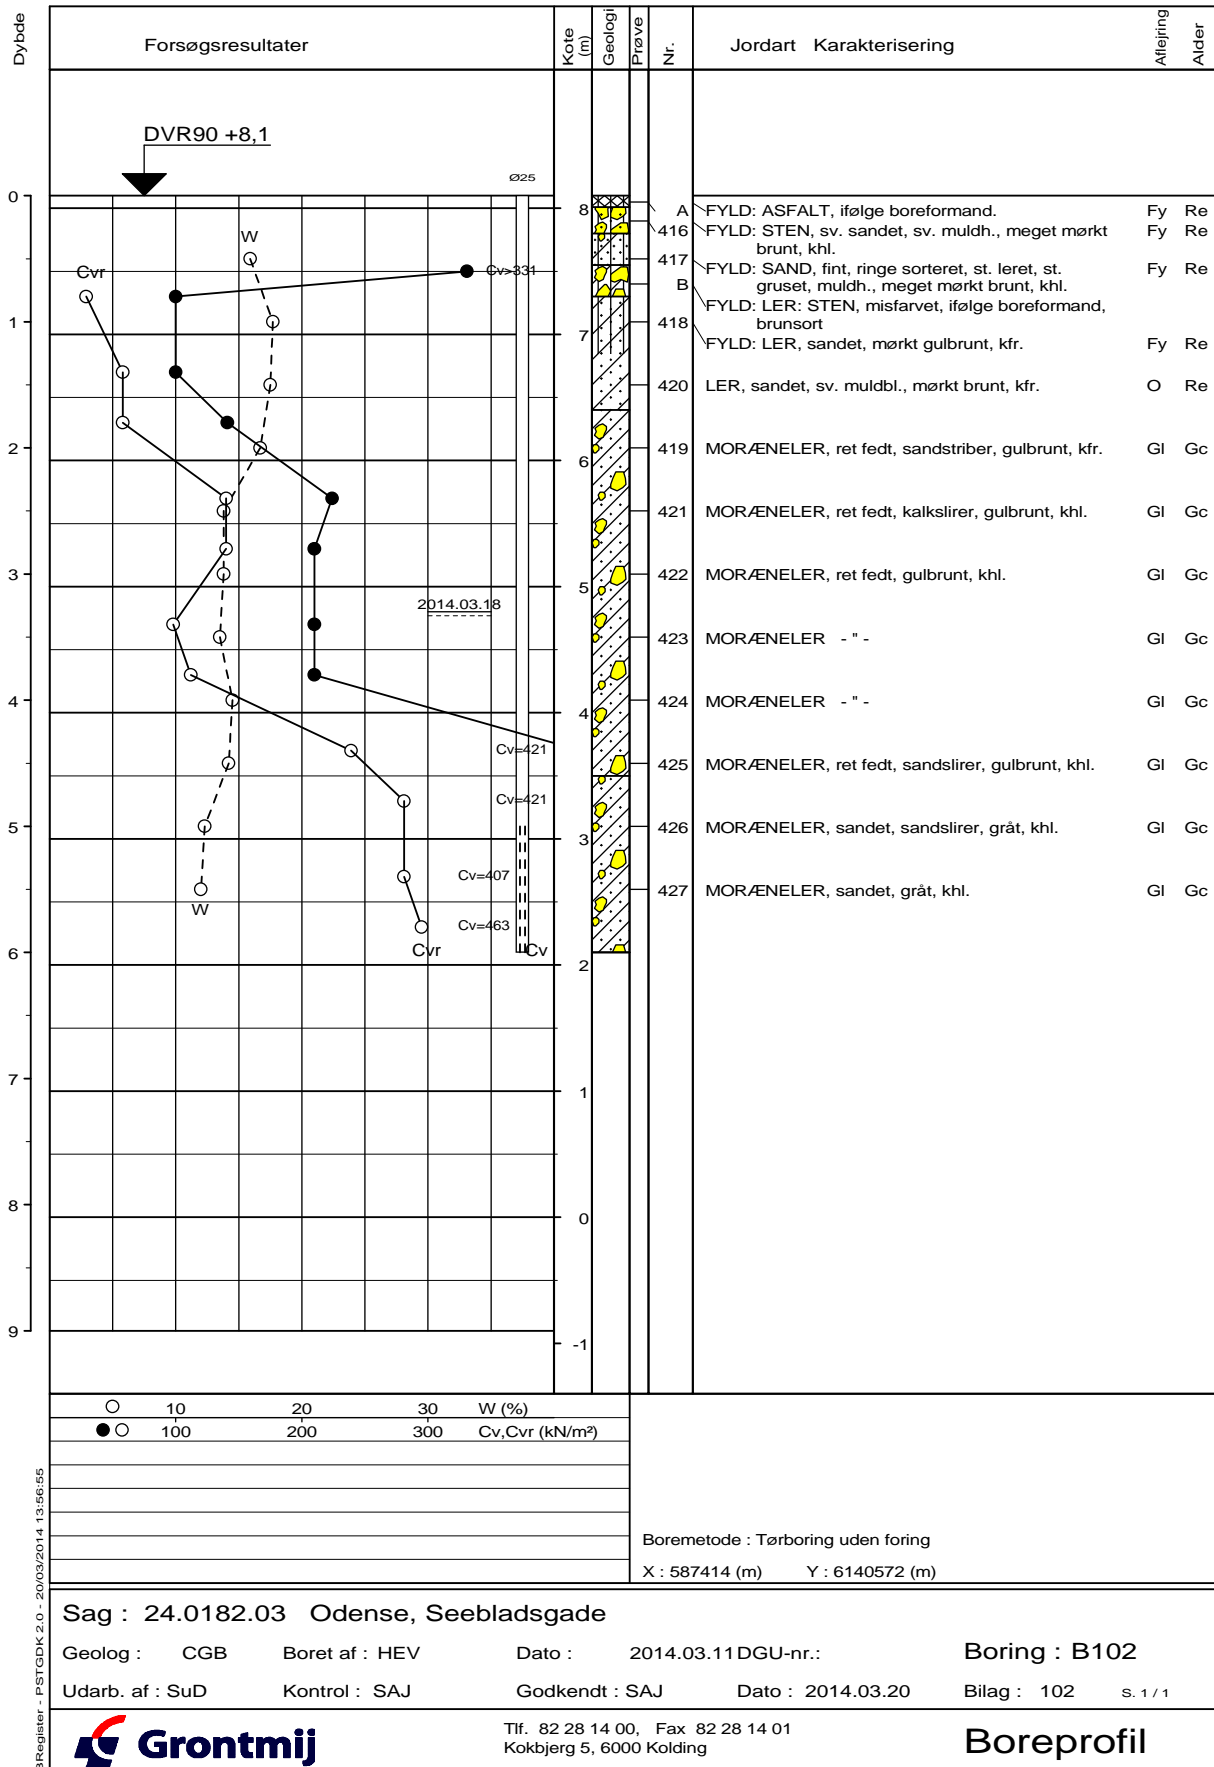 Dybde
Forsøgsresultater
Kote (m)
Geologi
Prøve
Nr.
Jordart Karakterisering
Aflejring
Alder
DVR90 +8,1
Ø25
0
8
A FYLD: ASFALT, ifølge boreformand. Fy Re
416 FYLD: STEN, sv. sandet, sv. muldh., meget mørkt Fy Re
brunt, khl.
W
417 FYLD: SAND, fint, ringe sorteret, st. leret, st. Fy Re
gruset, muldh., meget mørkt brunt, khl.
Cvr
Cv>331
B FYLD: LER: STEN, misfarvet, ifølge boreformand,
brunsort
1
7
418 FYLD: LER, sandet, mørkt gulbrunt, kfr. Fy Re
420 LER, sandet, sv. muldbl., mørkt brunt, kfr. O Re
2
6
419 MORÆNELER, ret fedt, sandstriber, gulbrunt, kfr. Gl Gc
421 MORÆNELER, ret fedt, kalkslirer, gulbrunt, khl. Gl Gc
3
5
422 MORÆNELER, ret fedt, gulbrunt, khl. Gl Gc
2014.03.18
423 MORÆNELER - " - Gl Gc
4
4
424 MORÆNELER - " - Gl Gc
Cv=421
425 MORÆNELER, ret fedt, sandslirer, gulbrunt, khl. Gl Gc
Cv=421
5
3
426 MORÆNELER, sandet, sandslirer, gråt, khl. Gl Gc
Cv=407
427 MORÆNELER, sandet, gråt, khl. Gl Gc
W
Cv=463
Cvr
Cv
6
2
7
1
8
0
9
-1
10 20 30 W (%)
100 200 300 Cv,Cvr (kN/m²)
Boremetode : Tørboring uden foring
X : 587414 (m) Y : 6140572 (m)
BRegister - PSTGDK 2.0 - 20/03/2014 13:56:55
Sag : 24.0182.03 Odense, Seebladsgade
Geolog : CGB Boret af : HEV Dato : 2014.03.11 DGU-nr.: Boring : B102
Udarb. af : SuD Kontrol : SAJ Godkendt : SAJ Dato : 2014.03.20 Bilag : 102 S. 1 / 1
Grontmij
Tlf. 82 28 14 00, Fax 82 28 14 01
Kokbjerg 5, 6000 Kolding
Boreprofil